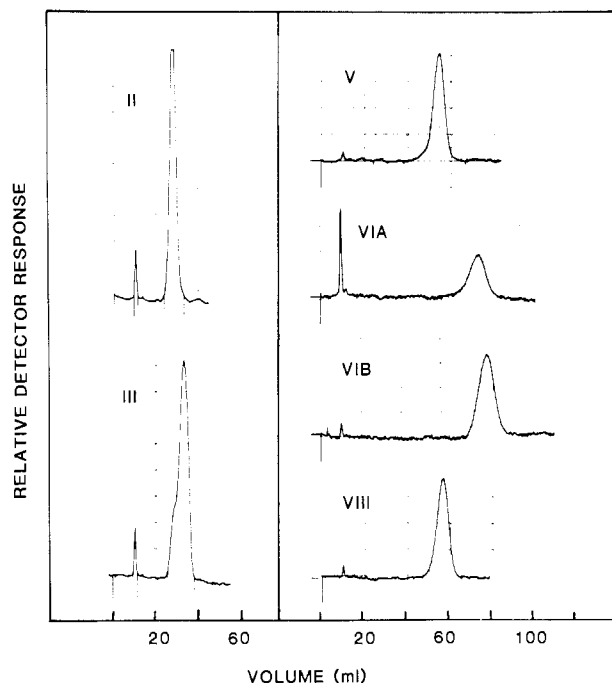 RELATIVE DETECTOR RESPONSE
II
III
V
VIA
VIB
VIII
20 60
20 60 100
VOLUME (ml)